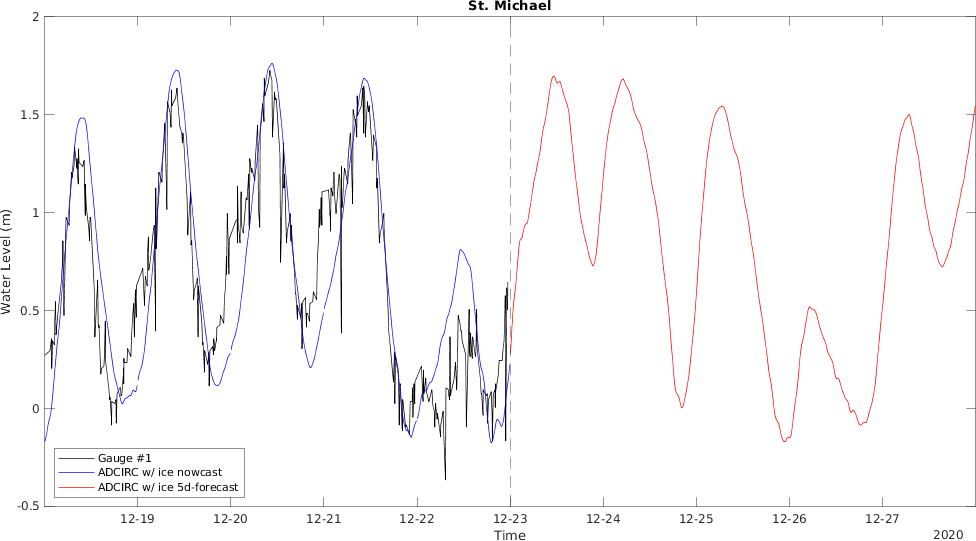 St. Michael
2
1.5
1
0.5
0
-0.5
Water Level (m)
Gauge #1
ADCIRC w/ ice nowcast
ADCIRC w/ ice 5d-forecast
12-19 12-20 12-21 12-22 12-23 12-24 12-25 12-26 12-27
Time
2020